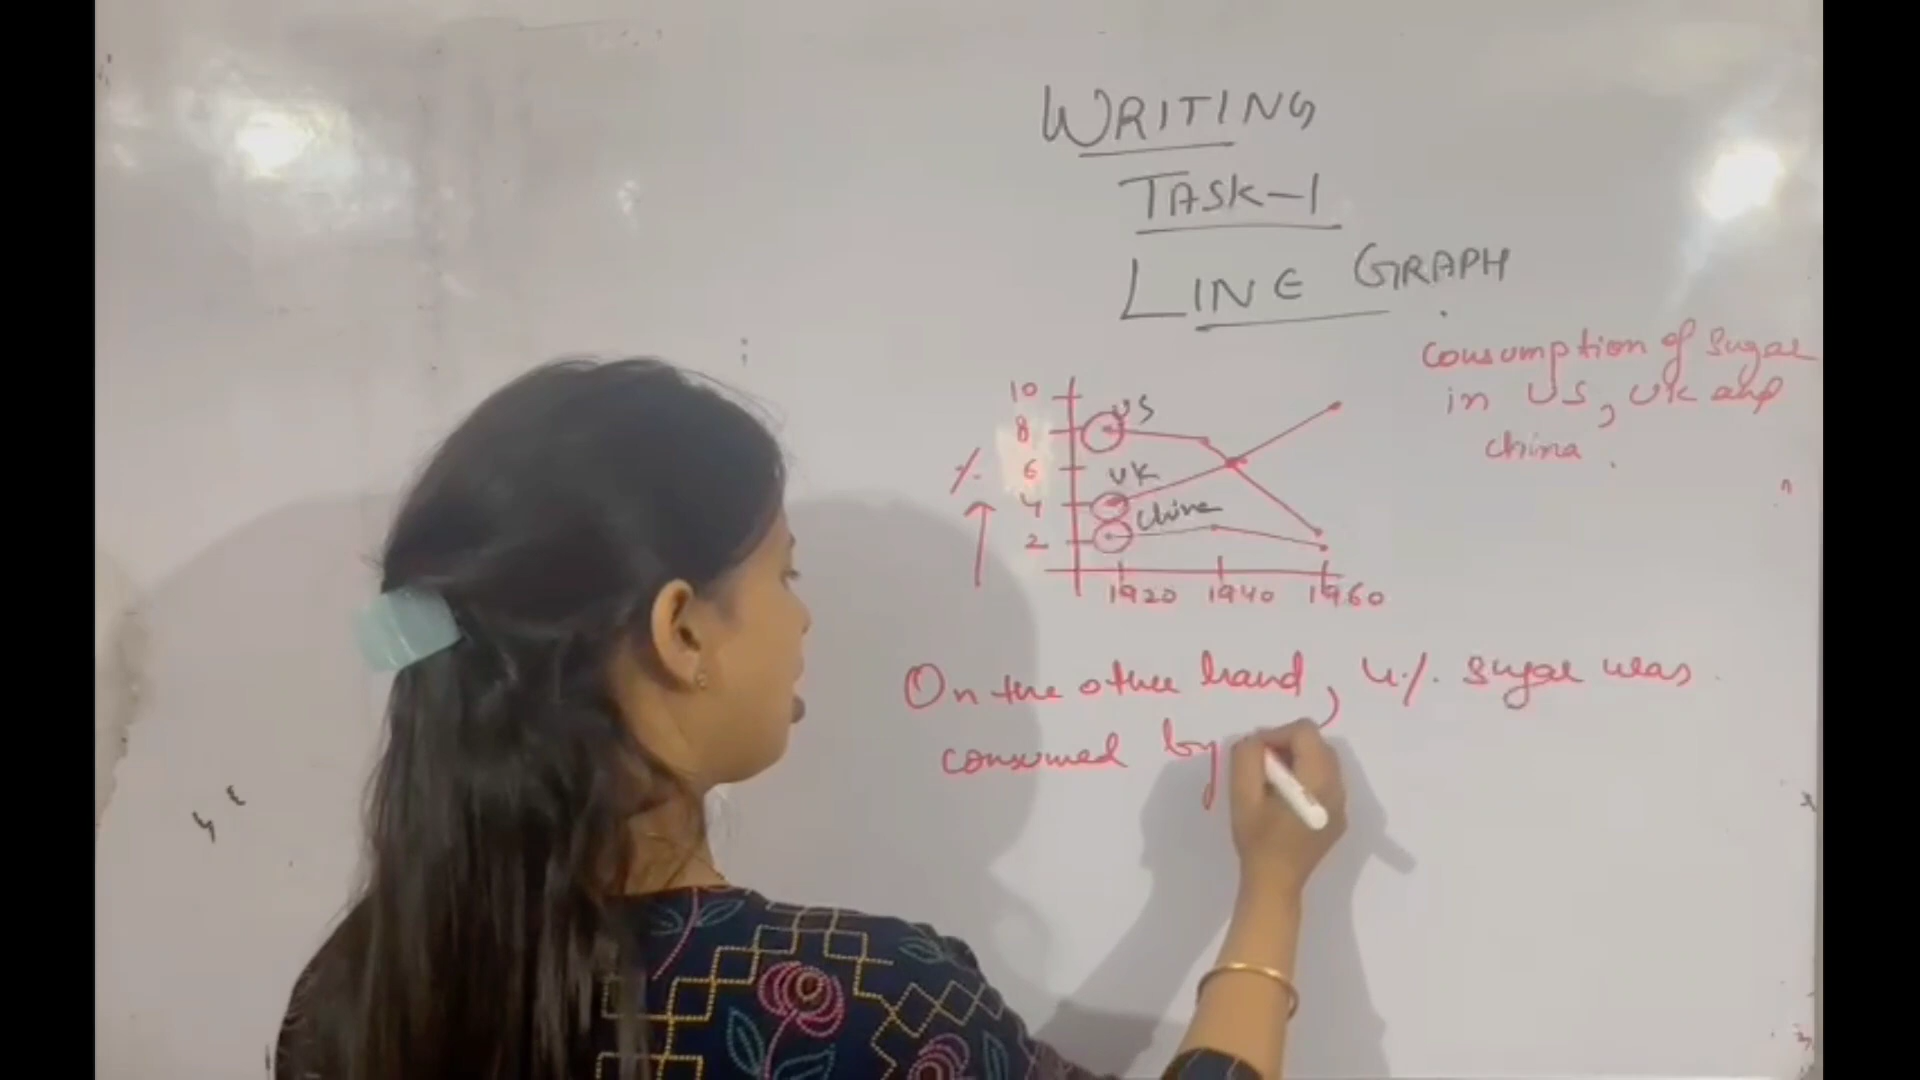 WRITING
TASK-1
LINE GRAPH
consumption of sugar
in US, UK and
china.
10
8
6
4
2
%
US
UK
China
1920 1940 1960
On the other hand, 4% sugar was
consumed by